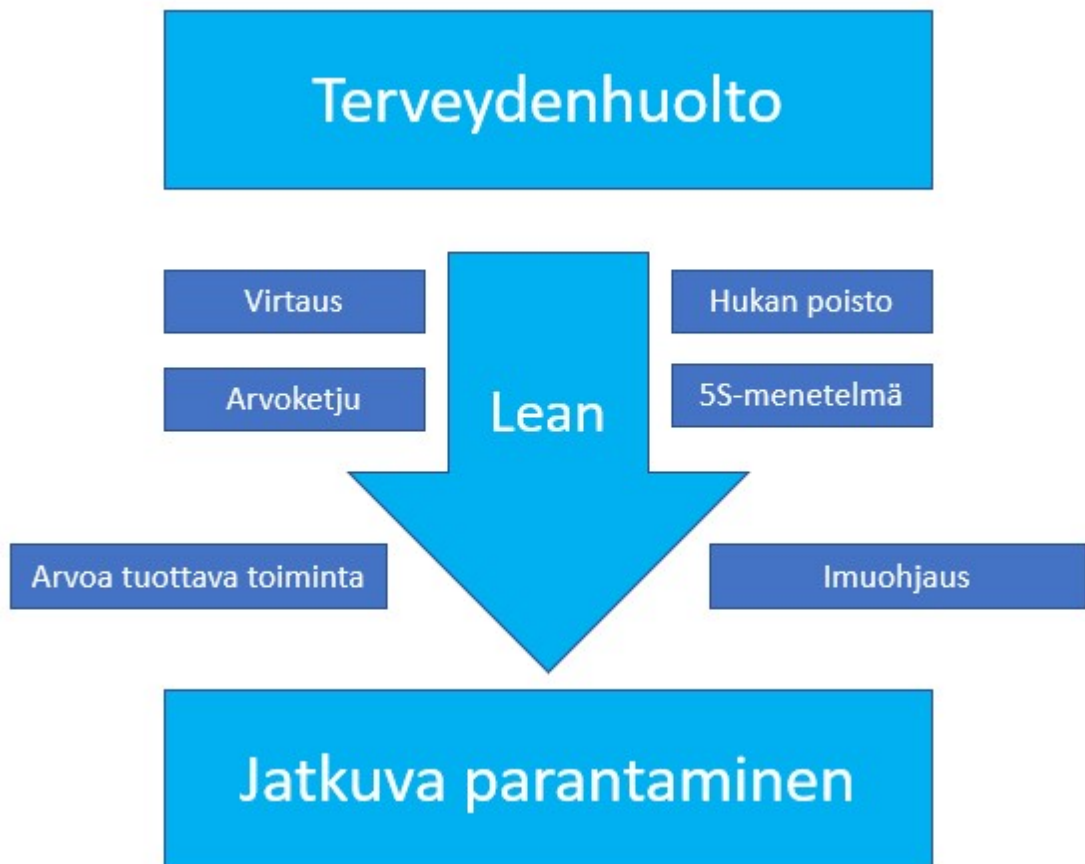 Terveydenhuolto
Virtaus
Hukan poisto
Arvoketju
5S-menetelmä
Lean
Arvoa tuottava toiminta
Imuohjaus
Jatkuva parantaminen